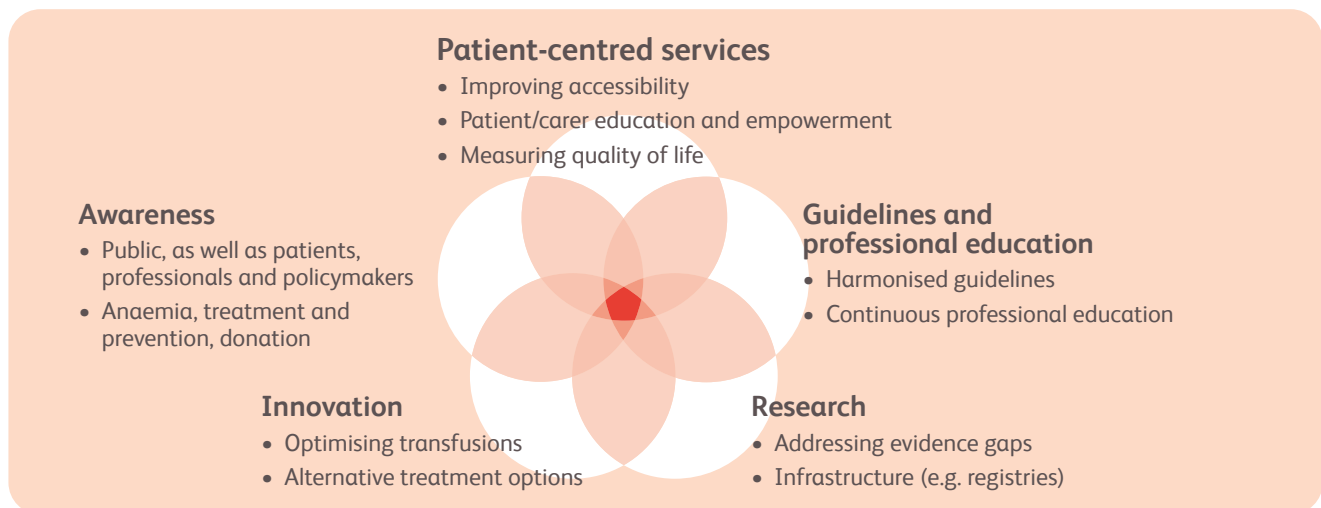 Patient-centred services
• Improving accessibility
• Patient/carer education and empowerment
• Measuring quality of life
Awareness
• Public, as well as patients,
professionals and policymakers
• Anaemia, treatment and
prevention, donation
Guidelines and
professional education
• Harmonised guidelines
• Continuous professional education
Innovation
• Optimising transfusions
• Alternative treatment options
Research
• Addressing evidence gaps
• Infrastructure (e.g. registries)